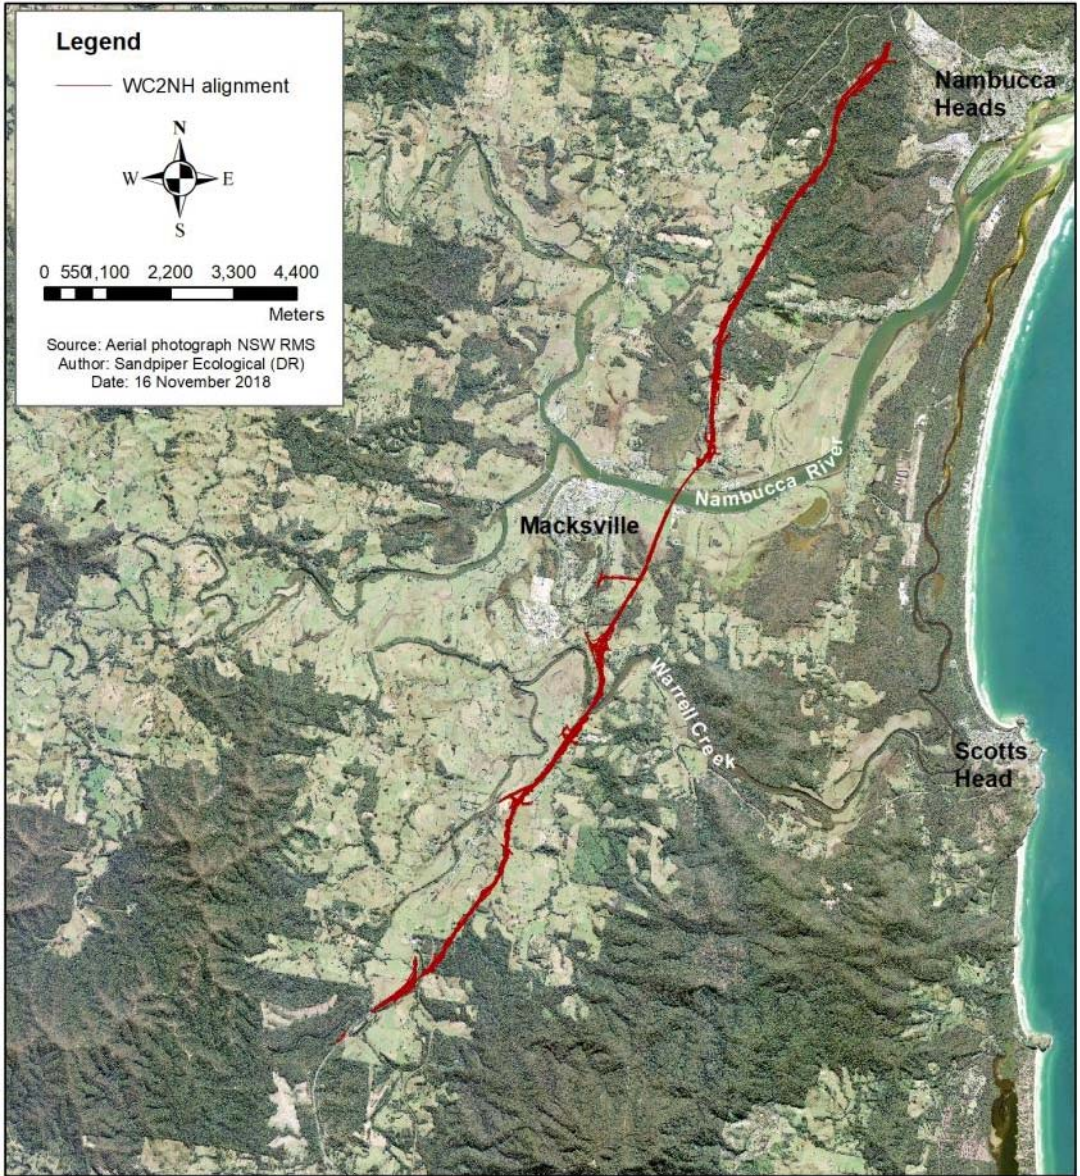 Legend
WC2NH alignment
N
W E
S
0 550 1,100 2,200 3,300 4,400
Meters
Source: Aerial photograph NSW RMS
Author: Sandpiper Ecological (DR)
Date: 16 November 2018
Nambucca
Heads
Nambucca River
Macksville
Warrell Creek
Scotts
Head